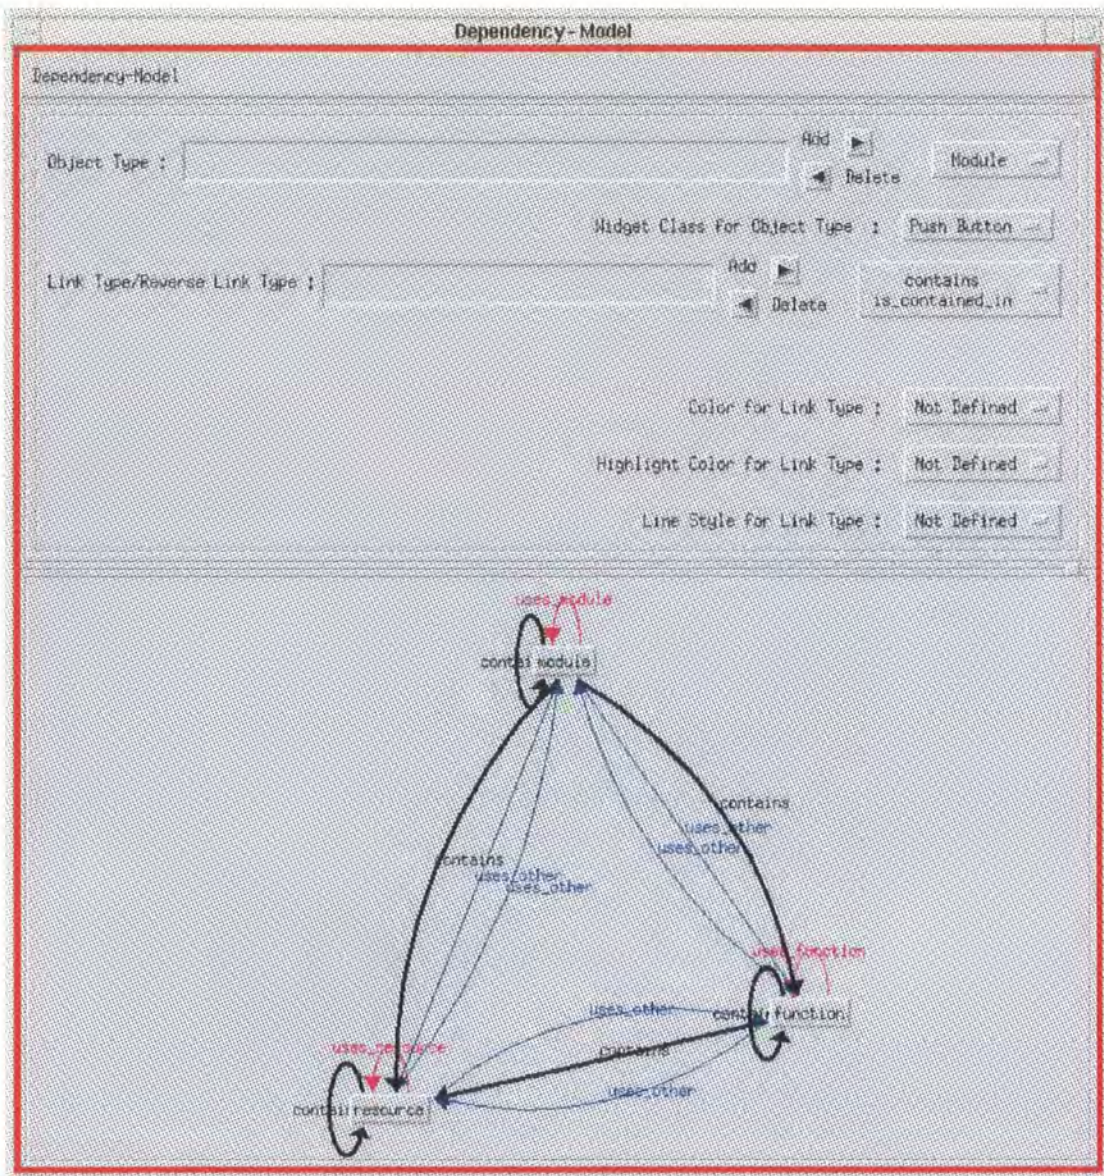 Dependency-Model
Dependency-Model
Object Type :
Add
Delete
Module
Widget Class for Object Type :
Push Button
Link Type/Reverse Link Type :
Add
Delete
contains
is_contained_in
Color for Link Type :
Not Defined
Highlight Color for Link Type :
Not Defined
Line Style for Link Type :
Not Defined
uses_module
contai
module
contains
uses_other
uses_other
contains
uses_other
uses_other
uses_function
contai
function
uses_other
contains
uses_other
uses_resource
contai
resource